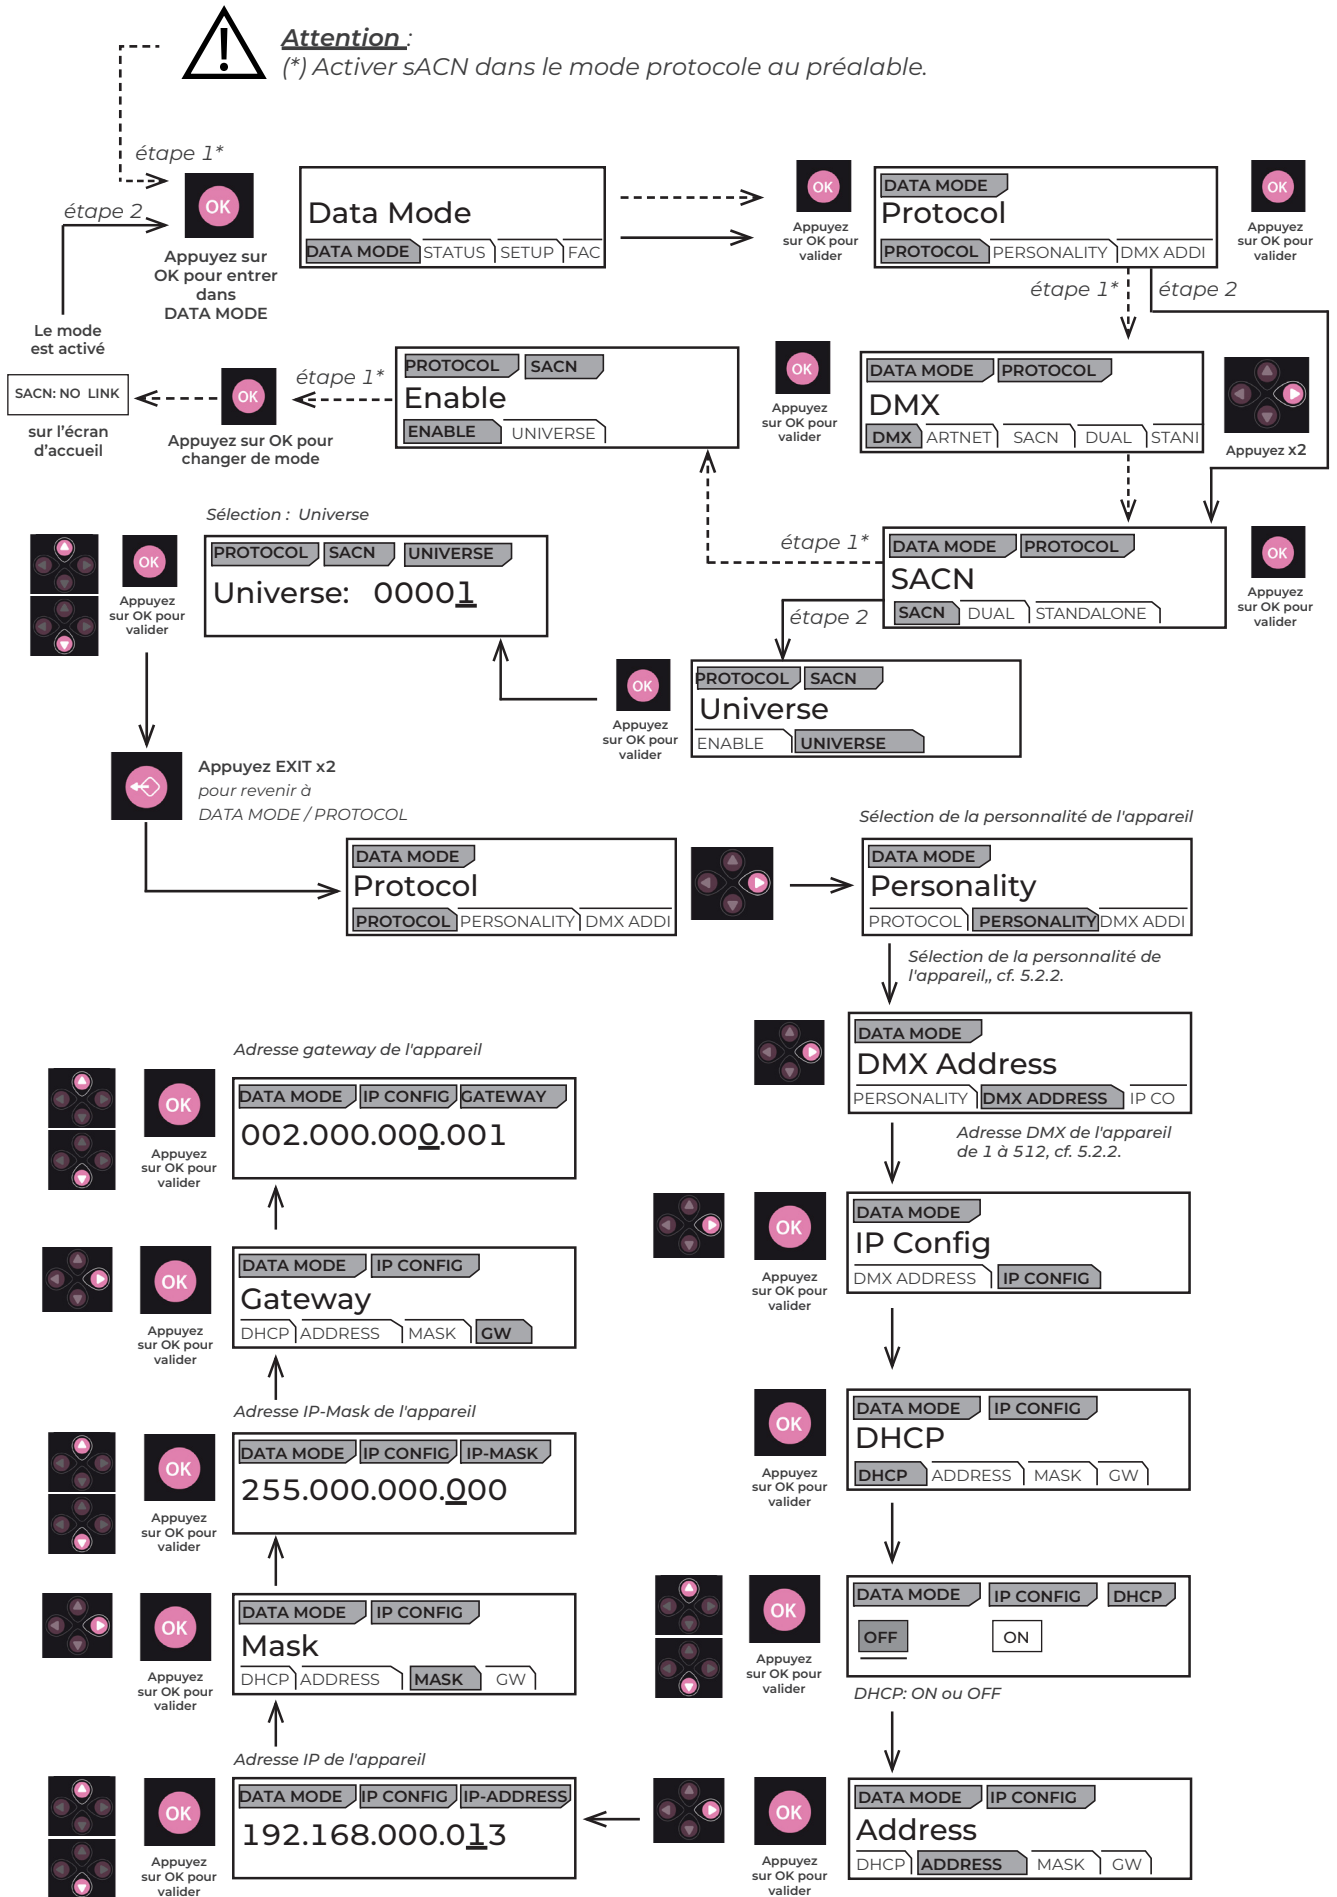 Attention :
(*) Activer sACN dans le mode protocole au préalable.
étape 1*
étape 2
OK
Appuyez sur
OK pour entrer
dans
DATA MODE
Data Mode
DATA MODE STATUS SETUP FAC
OK
Appuyez
sur OK pour
valider
DATA MODE
Protocol
PROTOCOL PERSONALITY DMX ADDI
OK
Appuyez
sur OK pour
valider
étape 1*
étape 2
Le mode
est activé
SACN: NO LINK
sur l'écran
d'accueil
OK
Appuyez sur OK pour
changer de mode
étape 1*
PROTOCOL SACN
Enable
ENABLE UNIVERSE
OK
Appuyez
sur OK pour
valider
DATA MODE PROTOCOL
DMX
DMX ARTNET SACN DUAL STANI
Appuyez x2
étape 1*
DATA MODE PROTOCOL
SACN
SACN DUAL STANDALONE
OK
Appuyez
sur OK pour
valider
étape 2
Sélection : Universe
OK
Appuyez
sur OK pour
valider
PROTOCOL SACN UNIVERSE
Universe: 00001
OK
Appuyez
sur OK pour
valider
PROTOCOL SACN
Universe
ENABLE UNIVERSE
Appuyez EXIT x2
pour revenir à
DATA MODE / PROTOCOL
DATA MODE
Protocol
PROTOCOL PERSONALITY DMX ADDI
Sélection de la personnalité de l'appareil
DATA MODE
Personality
PROTOCOL PERSONALITY DMX ADDI
Sélection de la personnalité de
l'appareil,, cf. 5.2.2.
DATA MODE
DMX Address
PERSONALITY DMX ADDRESS IP CO
Adresse DMX de l'appareil
de 1 à 512, cf. 5.2.2.
OK
Appuyez
sur OK pour
valider
DATA MODE
IP Config
DMX ADDRESS IP CONFIG
OK
Appuyez
sur OK pour
valider
DATA MODE IP CONFIG
DHCP
DHCP ADDRESS MASK GW
OK
Appuyez
sur OK pour
valider
DATA MODE IP CONFIG DHCP
OFF ON
DHCP: ON ou OFF
OK
Appuyez
sur OK pour
valider
DATA MODE IP CONFIG
Address
DHCP ADDRESS MASK GW
Adresse IP de l'appareil
OK
Appuyez
sur OK pour
valider
DATA MODE IP CONFIG IP-ADDRESS
192.168.000.013
OK
Appuyez
sur OK pour
valider
DATA MODE IP CONFIG
Mask
DHCP ADDRESS MASK GW
Adresse IP-Mask de l'appareil
OK
Appuyez
sur OK pour
valider
DATA MODE IP CONFIG IP-MASK
255.000.000.000
OK
Appuyez
sur OK pour
valider
DATA MODE IP CONFIG
Gateway
DHCP ADDRESS MASK GW
Adresse gateway de l'appareil
OK
Appuyez
sur OK pour
valider
DATA MODE IP CONFIG GATEWAY
002.000.000.001